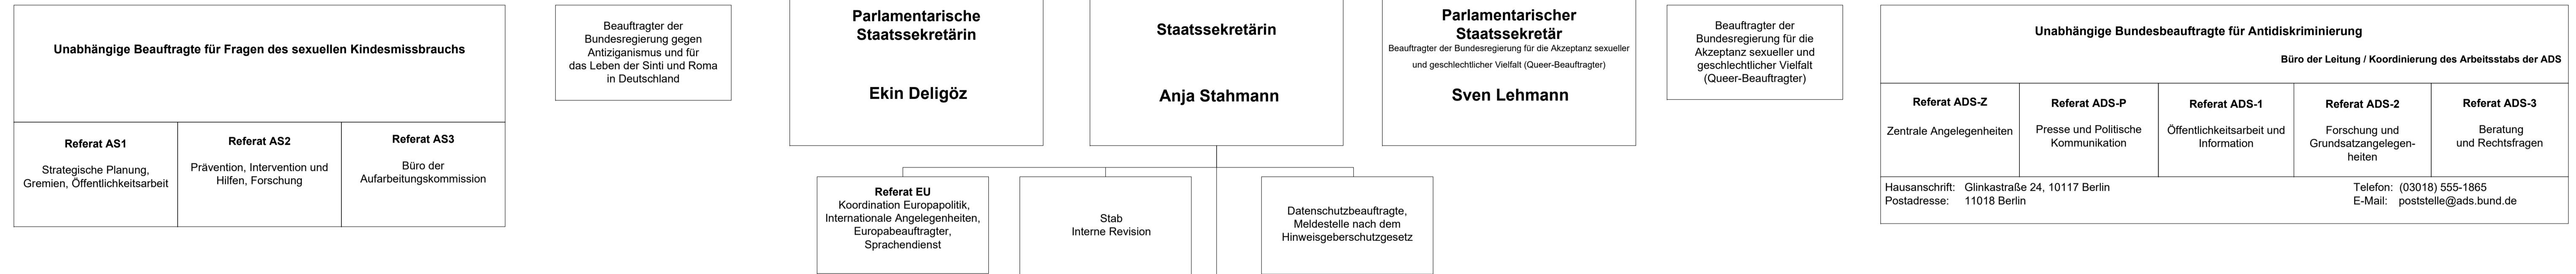 Unabhängige Beauftragte für Fragen des sexuellen Kindesmissbrauchs
Referat AS1
Strategische Planung,
Gremien, Öffentlichkeitsarbeit
Referat AS2
Prävention, Intervention und
Hilfen, Forschung
Referat AS3
Büro der
Aufarbeitungskommission
Beauftragter der
Bundesregierung gegen
Antiziganismus und für
das Leben der Sinti und Roma
in Deutschland
Parlamentarische
Staatssekretärin
Ekin Deligöz
Staatssekretärin
Anja Stahmann
Parlamentarischer
Staatssekretär
Beauftragter der Bundesregierung für die Akzeptanz sexueller
und geschlechtlicher Vielfalt (Queer-Beauftragter)
Sven Lehmann
Referat EU
Koordination Europapolitik,
Internationale Angelegenheiten,
Europabeauftragter,
Sprachendienst
Stab
Interne Revision
Datenschutzbeauftragte,
Meldestelle nach dem
Hinweisgeberschutzgesetz
Beauftragter der
Bundesregierung für die
Akzeptanz sexueller und
geschlechtlicher Vielfalt
(Queer-Beauftragter)
Unabhängige Bundesbeauftragte für Antidiskriminierung
Büro der Leitung / Koordinierung des Arbeitsstabs der ADS
Referat ADS-Z
Zentrale Angelegenheiten
Referat ADS-P
Presse und Politische
Kommunikation
Referat ADS-1
Öffentlichkeitsarbeit und
Information
Referat ADS-2
Forschung und
Grundsatzangelegen-
heiten
Referat ADS-3
Beratung
und Rechtsfragen
Hausanschrift: Glinkastraße 24, 10117 Berlin
Postadresse: 11018 Berlin
Telefon: (03018) 555-1865
E-Mail: poststelle@ads.bund.de